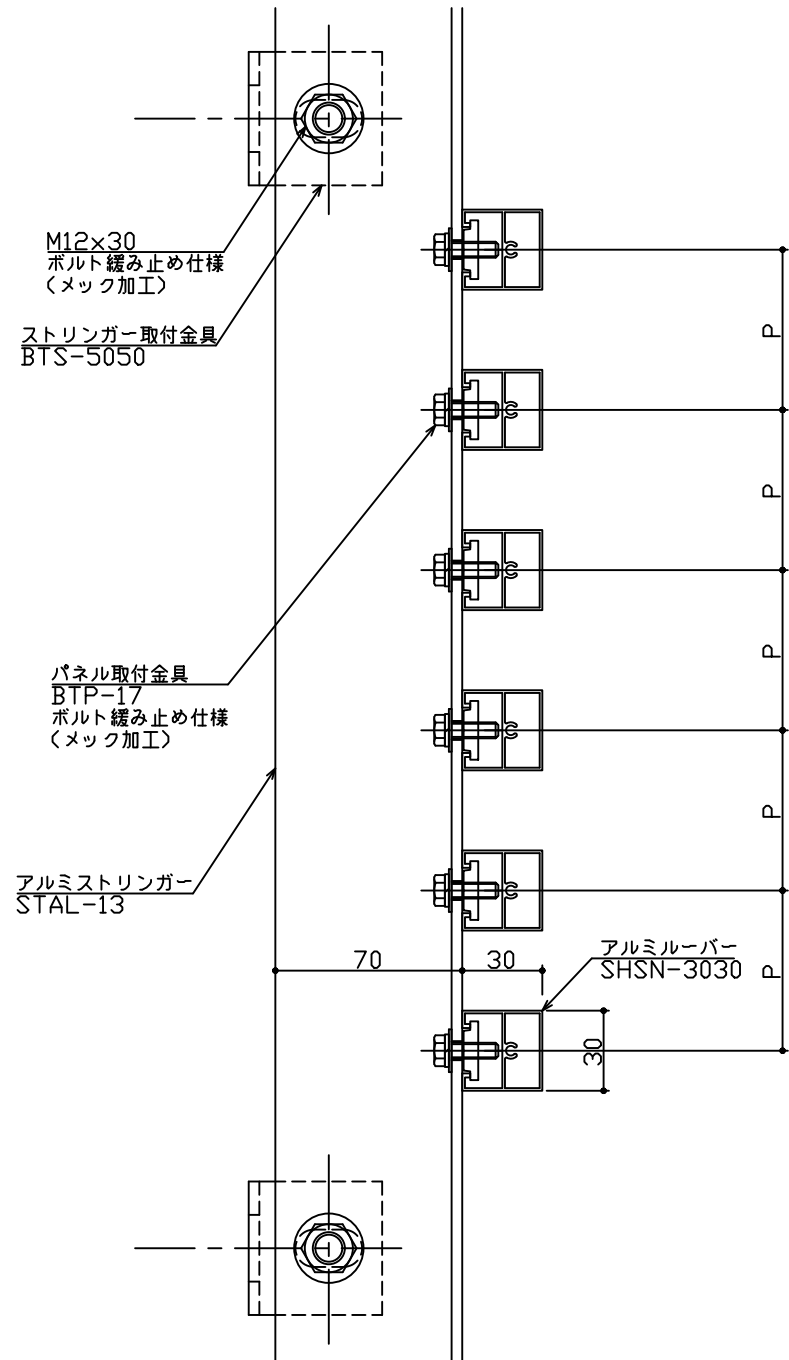 M12×30
ボルト緩み止め仕様
(メック加工)
ストリンガー取付金具
BTS-5050
P
P
パネル取付金具
BTP-17
ボルト緩み止め仕様
(メック加工)
P
P
アルミストリンガー
STAL-13
70
30
アルミルーバー
SHSN-3030
P
30